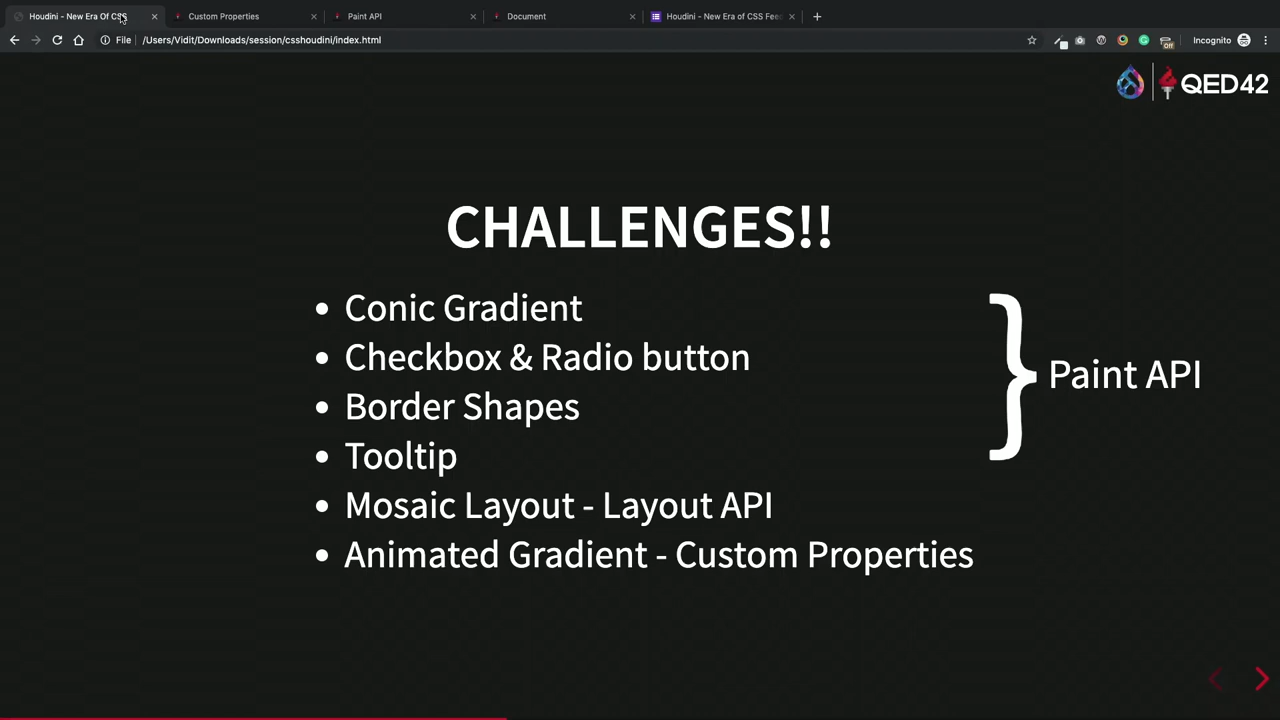 Houdini - New Era Of CSS
Custom Properties
Paint API
Document
Houdini - New Era of CSS Fee
File
/Users/Vidit/Downloads/session/csshoudini/index.html
Off
Incognito
QED42
CHALLENGES!!
• Conic Gradient
• Checkbox & Radio button
• Border Shapes
• Tooltip
• Mosaic Layout - Layout API
• Animated Gradient - Custom Properties
} Paint API